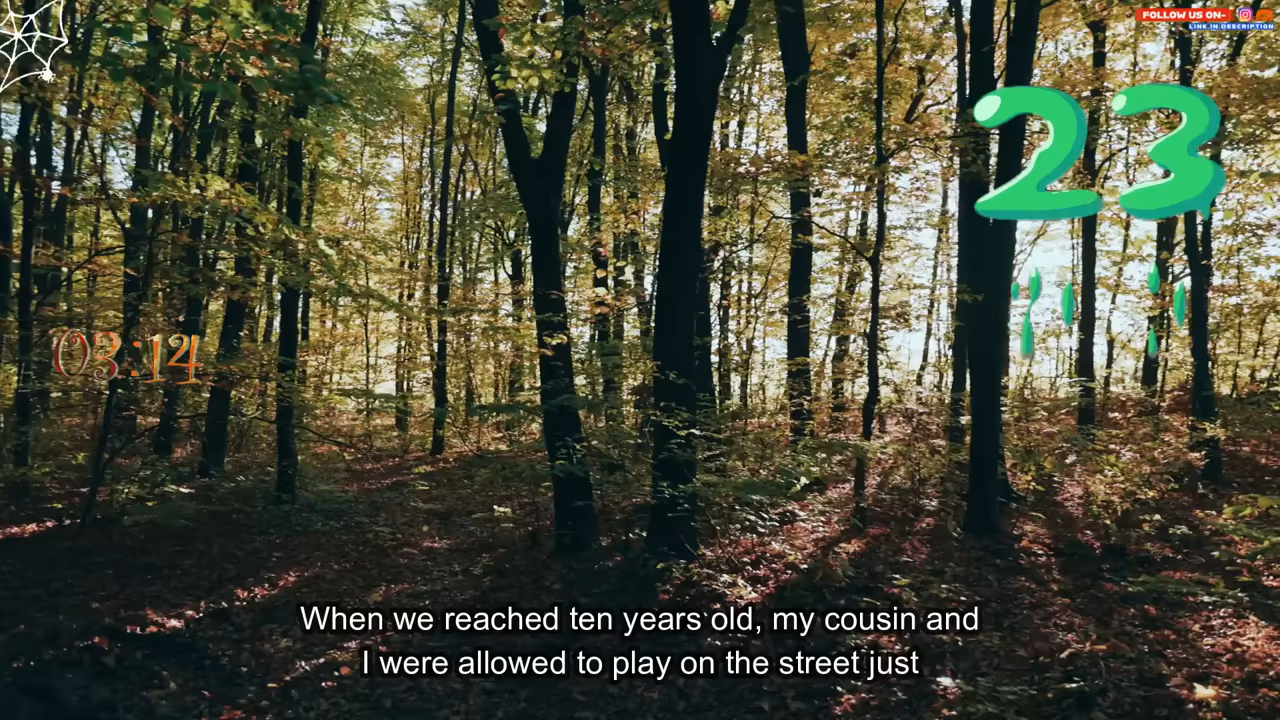 FOLLOW US ON-
LINK IN DESCRIPTION
23
03:14
When we reached ten years old, my cousin and
I were allowed to play on the street just